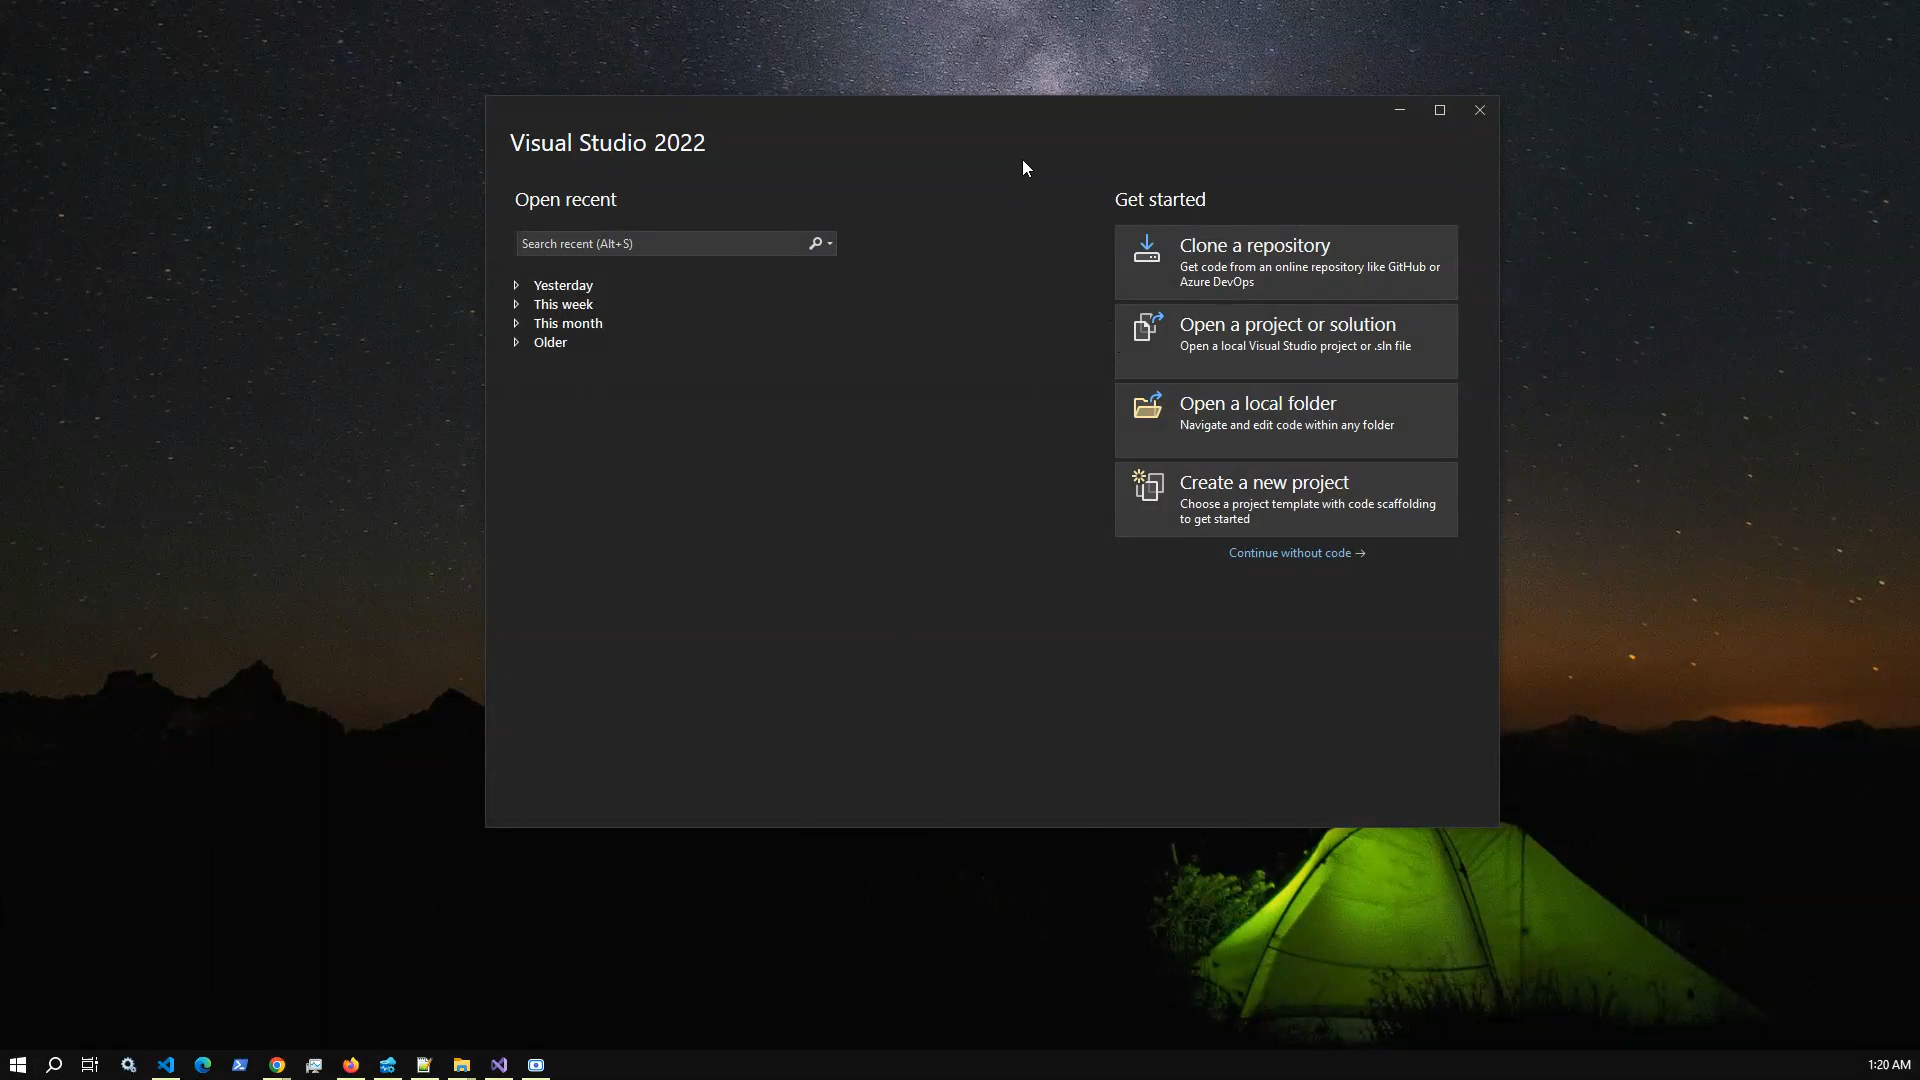 Visual Studio 2022
Open recent
Search recent (Alt+S)
Yesterday
This week
This month
Older
Get started
Clone a repository
Get code from an online repository like GitHub or
Azure DevOps
Open a project or solution
Open a local Visual Studio project or .sln file
Open a local folder
Navigate and edit code within any folder
Create a new project
Choose a project template with code scaffolding
to get started
Continue without code →
1:20 AM